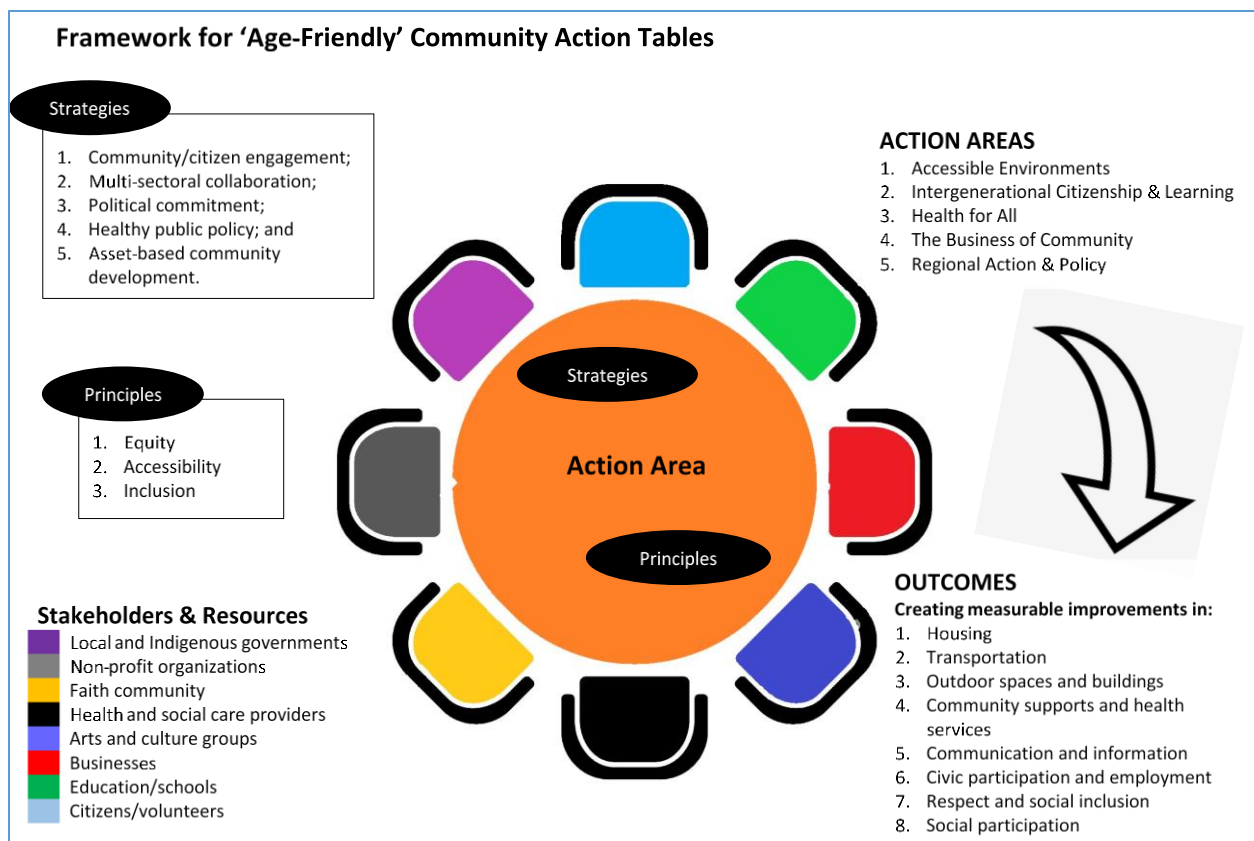 Framework for ‘Age-Friendly’ Community Action Tables
Strategies
1. Community/citizen engagement;
2. Multi-sectoral collaboration;
3. Political commitment;
4. Healthy public policy; and
5. Asset-based community
development.
Principles
1. Equity
2. Accessibility
3. Inclusion
Stakeholders & Resources
Local and Indigenous governments
Non-profit organizations
Faith community
Health and social care providers
Arts and culture groups
Businesses
Education/schools
Citizens/volunteers
Strategies
Action Area
Principles
ACTION AREAS
1. Accessible Environments
2. Intergenerational Citizenship & Learning
3. Health for All
4. The Business of Community
5. Regional Action & Policy
OUTCOMES
Creating measurable improvements in:
1. Housing
2. Transportation
3. Outdoor spaces and buildings
4. Community supports and health
services
5. Communication and information
6. Civic participation and employment
7. Respect and social inclusion
8. Social participation